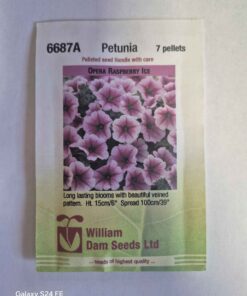 6687A Petunia 7 pellets
Pelleted seed Handle with care
OPERA RASPBERRY ICE
Long lasting blooms with beautiful veined
pattern. Ht. 15cm/6" Spread 100cm/39"
William
Dam Seeds Ltd
...seeds of highest quality ...
Galaxy S24 FE